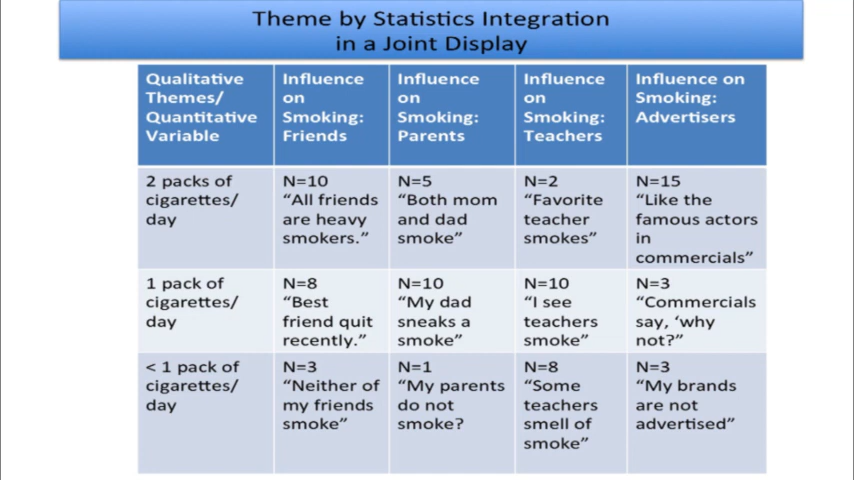 Theme by Statistics Integration
in a Joint Display
Qualitative
Themes/
Quantitative
Variable
Influence
on
Smoking:
Friends
Influence
on
Smoking:
Parents
Influence
on
Smoking:
Teachers
Influence on
Smoking:
Advertisers
2 packs of
cigarettes/
day
N=10
“All friends
are heavy
smokers.”
N=5
“Both mom
and dad
smoke”
N=2
“Favorite
teacher
smokes”
N=15
“Like the
famous actors
in
commercials”
1 pack of
cigarettes/
day
N=8
“Best
friend quit
recently.”
N=10
“My dad
sneaks a
smoke”
N=10
“I see
teachers
smoke”
N=3
“Commercials
say, ‘why
not?”
< 1 pack of
cigarettes/
day
N=3
“Neither of
my friends
smoke”
N=1
“My parents
do not
smoke?
N=8
“Some
teachers
smell of
smoke”
N=3
“My brands
are not
advertised”